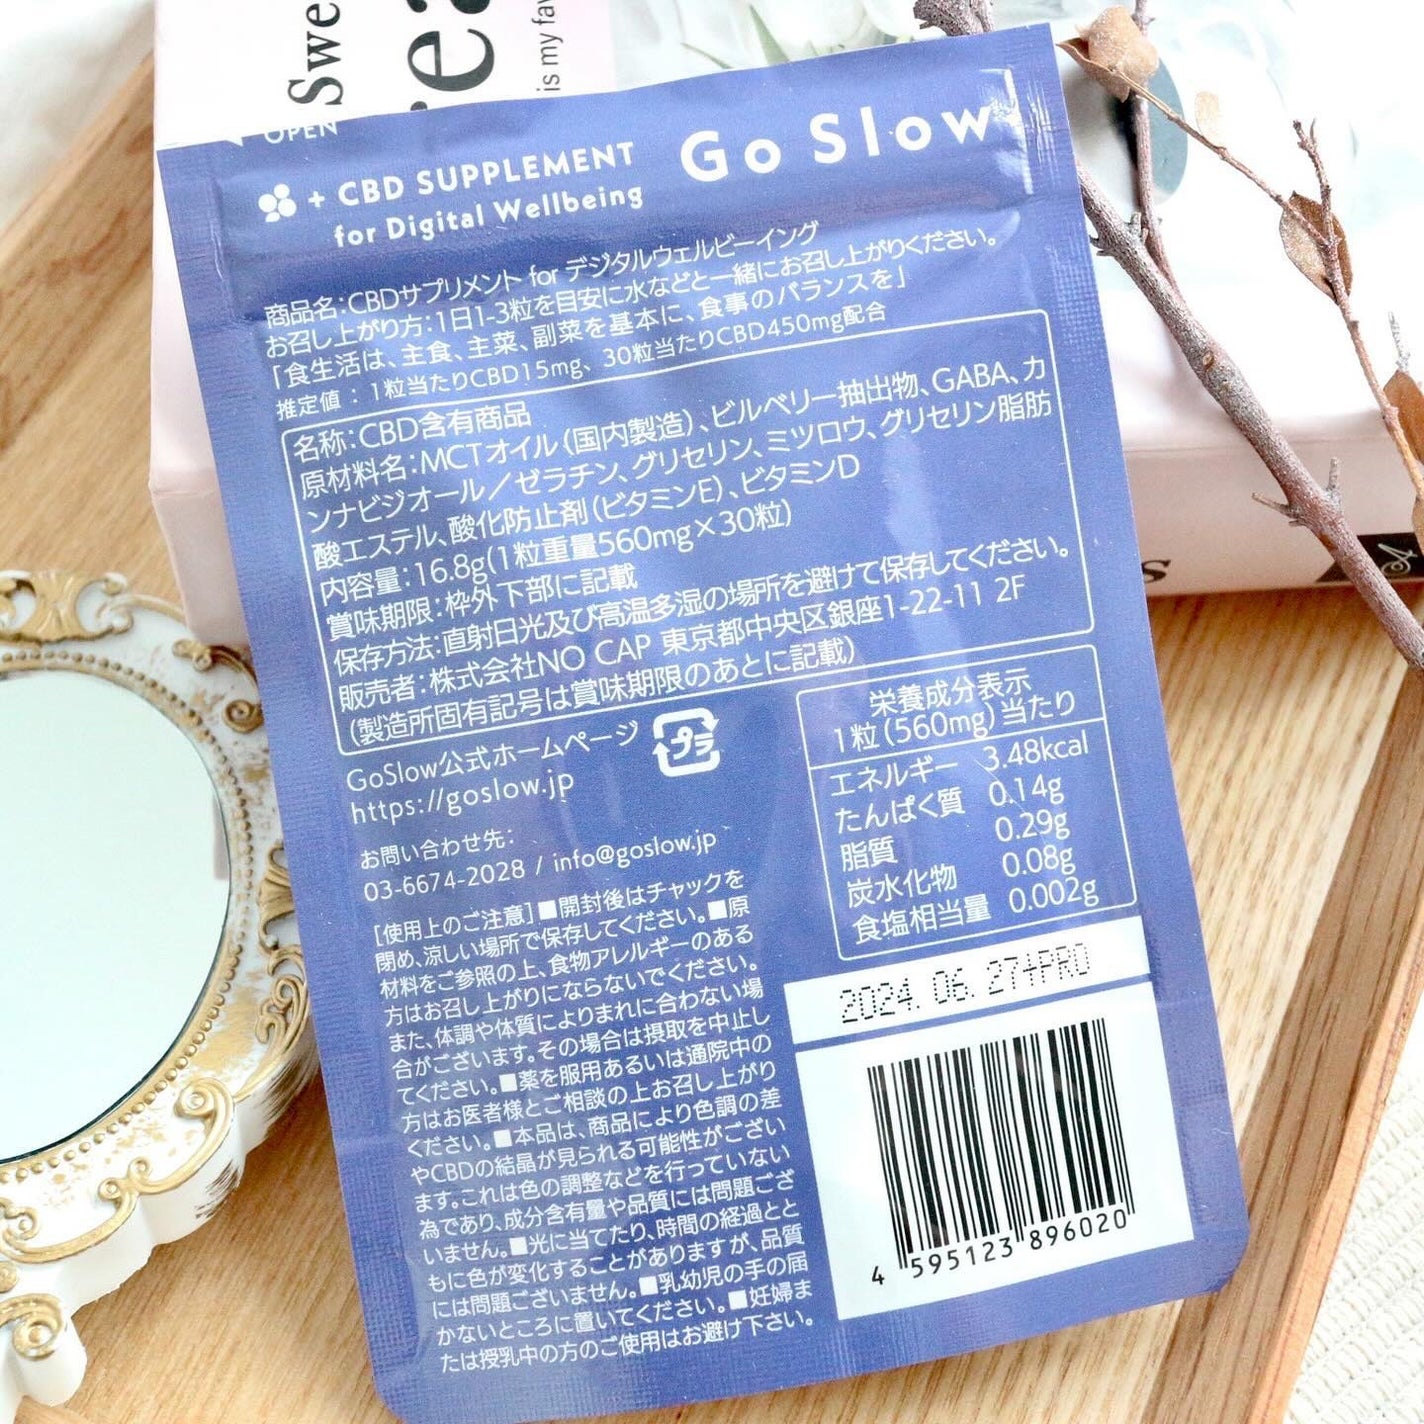 Swe
rea
is my fav
OPEN
+ CBD SUPPLEMENT
for Digital Wellbeing
Go Slow
商品名：CBDサプリメント for デジタルウェルビーイング
お召し上がり方：1日1-3粒を目安に水などと一緒にお召し上がりください。
「食生活は、主食、主菜、副菜を基本に、食事のバランスを」
推定値：1粒当たりCBD15mg、30粒当たりCBD450mg配合
名称：CBD含有商品
原材料名：MCTオイル（国内製造）、ビルベリー抽出物、GABA、カ
ンナビジオール／ゼラチン、グリセリン、ミツロウ、グリセリン脂肪
酸エステル、酸化防止剤（ビタミンE）、ビタミンD
内容量：16.8g(1粒重量560mg×30粒)
賞味期限：枠外下部に記載
保存方法：直射日光及び高温多湿の場所を避けて保存してください。
販売者：株式会社NO CAP 東京都中央区銀座1-22-11 2F
（製造所固有記号は賞味期限のあとに記載）
GoSlow公式ホームページ
https://goslow.jp
プラ
お問い合わせ先：
03-6674-2028 / info@goslow.jp
［使用上のご注意］■開封後はチャックを
閉め、涼しい場所で保存してください。■原
材料をご参照の上、食物アレルギーのある
方はお召し上がりにならないでください。
また、体調や体質によりまれに合わない場
合がございます。その場合は摂取を中止し
てください。■薬を服用あるいは通院中の
方はお医者様とご相談の上お召し上がり
ください。■本品は、商品により色調の差
やCBDの結晶が見られる可能性がござい
ます。これは色の調整などを行っていない
為であり、成分含有量や品質には問題ござ
いません。■光に当てたり、時間の経過とと
もに色が変化することがありますが、品質
には問題ございません。■乳幼児の手の届
かないところに置いてください。■妊婦ま
たは授乳中の方のご使用はお避け下さい。
栄養成分表示
1粒(560mg)当たり
エネルギー 3.48kcal
たんぱく質 0.14g
脂質 0.29g
炭水化物 0.08g
食塩相当量 0.002g
2024. 06. 27+PRO
4 595123 896020
s